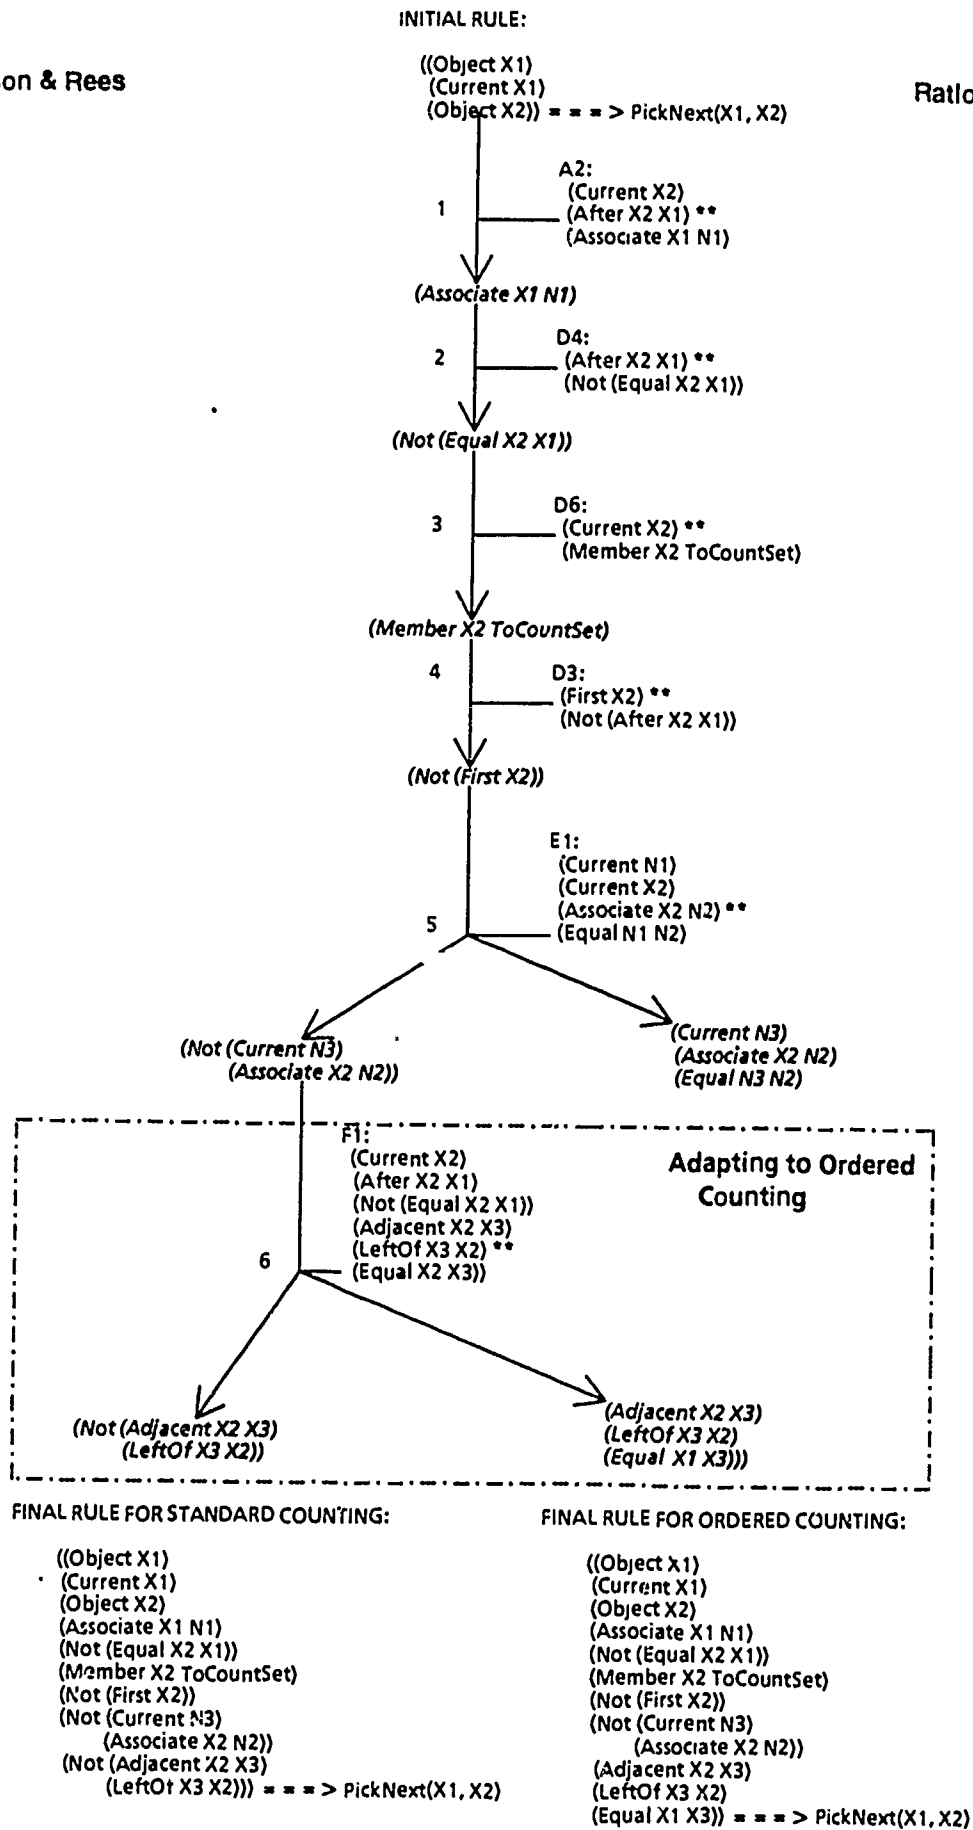 INITIAL RULE:
on & Rees
Ratio
((Object X1)
(Current X1)
(Object X2)) = = = > PickNext(X1, X2)
A2:
(Current X2)
1
(After X2 X1) **
(Associate X1 N1)
(Associate X1 N1)
D4:
2
(After X2 X1) **
(Not (Equal X2 X1))
(Not (Equal X2 X1))
D6:
3
(Current X2) **
(Member X2 ToCountSet)
(Member X2 ToCountSet)
4
D3:
(First X2) **
(Not (After X2 X1))
(Not (First X2))
E1:
(Current N1)
(Current X2)
(Associate X2 N2) **
5
(Equal N1 N2)
(Not (Current N3)
(Associate X2 N2))
(Current N3)
(Associate X2 N2)
(Equal N3 N2)
F1:
(Current X2)
(After X2 X1)
(Not (Equal X2 X1))
(Adjacent X2 X3)
(LeftOf X3 X2) **
6
(Equal X2 X3))
Adapting to Ordered
Counting
(Not (Adjacent X2 X3)
(LeftOf X3 X2))
(Adjacent X2 X3)
(LeftOf X3 X2)
(Equal X1 X3)))
FINAL RULE FOR STANDARD COUNTING:
((Object X1)
(Current X1)
(Object X2)
(Associate X1 N1)
(Not (Equal X2 X1))
(Member X2 ToCountSet)
(Not (First X2))
(Not (Current N3)
(Associate X2 N2))
(Not (Adjacent X2 X3)
(LeftOf X3 X2))) = = = > PickNext(X1, X2)
FINAL RULE FOR ORDERED COUNTING:
((Object X1)
(Current X1)
(Object X2)
(Associate X1 N1)
(Not (Equal X2 X1))
(Member X2 ToCountSet)
(Not (First X2))
(Not (Current N3)
(Associate X2 N2))
(Adjacent X2 X3)
(LeftOf X3 X2)
(Equal X1 X3)) = = = > PickNext(X1, X2)